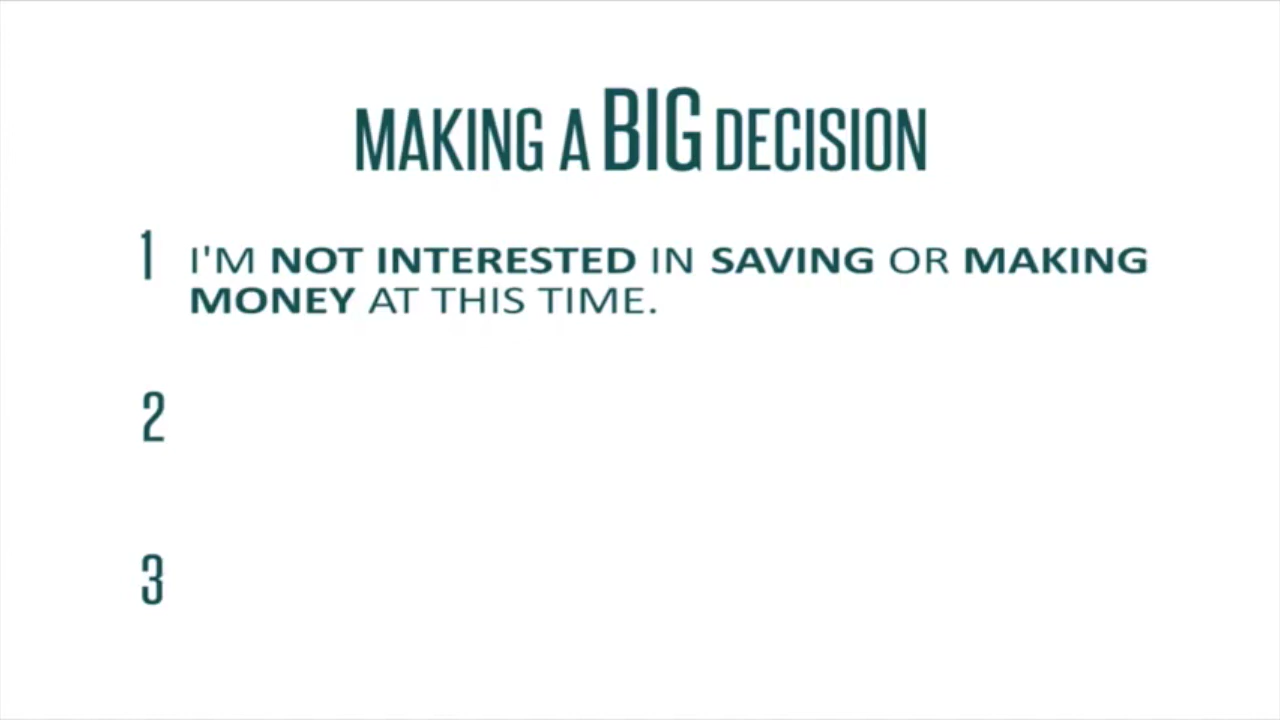 MAKING A BIG DECISION
1 I'M NOT INTERESTED IN SAVING OR MAKING
MONEY AT THIS TIME.
2
3